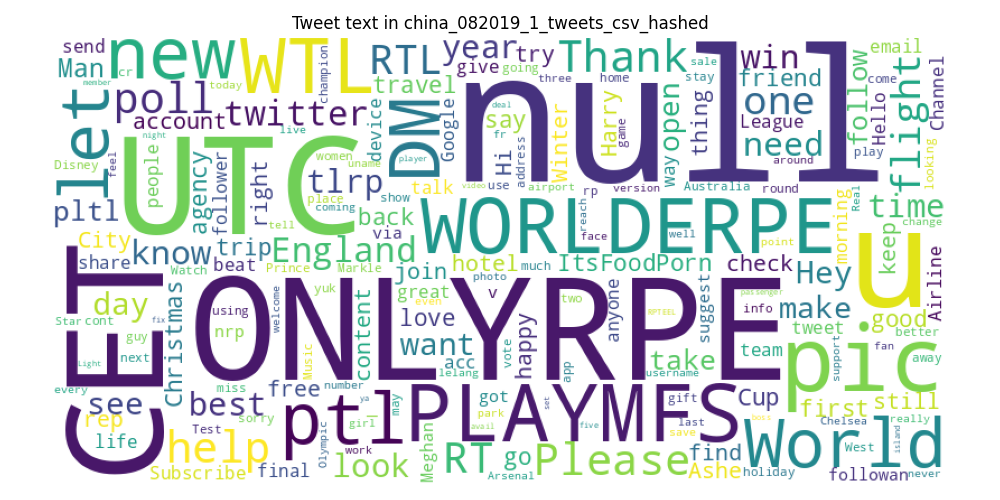 Tweet text in china_082019_1_tweets_csv_hashed
send
new
WTL
RTL
year
try
Thank
null
win
email
Man
cr
going
three
home
sale
stay
friend
come
member
today
champion
travel
give
open
one
follow
flight
Channel
let
poll
account
twitter
DM
device
Google
say
Winter
Harry
game
thing
League
need
Hello
play
looking
live
fr
Hi
address
way
around
Disney
feel
night
people
UTC
agency
follower
right
women
uname
tlrp
player
talk
use
video
airport
rp
version
Australia
round
Real
time
change
pltl
place
coming
show
back
via
WORLDERPE
reach
face
well
point
morning
keep
City
know
trip
tell
England
share
beat
Watch
Prince
Markle
join
hotel
much
ItsFoodPorn
check
Hey
u
Airline
CET
day
Star
cont
guy
fix
next
Light
every
Christmas
using
nrp
ONLYRPE
welcome
yuk
Music
content
great
photo
v
even
love
want
acc
vote
happy
two
app
anyone
suggest
passenger
info
make
good
tweet
better
RPTEEL
team
take
username
pic
support
fan
away
see
best
miss
free
number
lelang
got
gift
Cup
first
still
rep
life
Test
sorry
ptl
ya
girl
may
PLAYMFS
park
avail
set
five
last
save
Chelsea
really
help
Subscribe
final
Olympic
work
look
Meghan
RT
go
Arsenal
Please
find
Ashe
holiday
World
West
island
followan
never